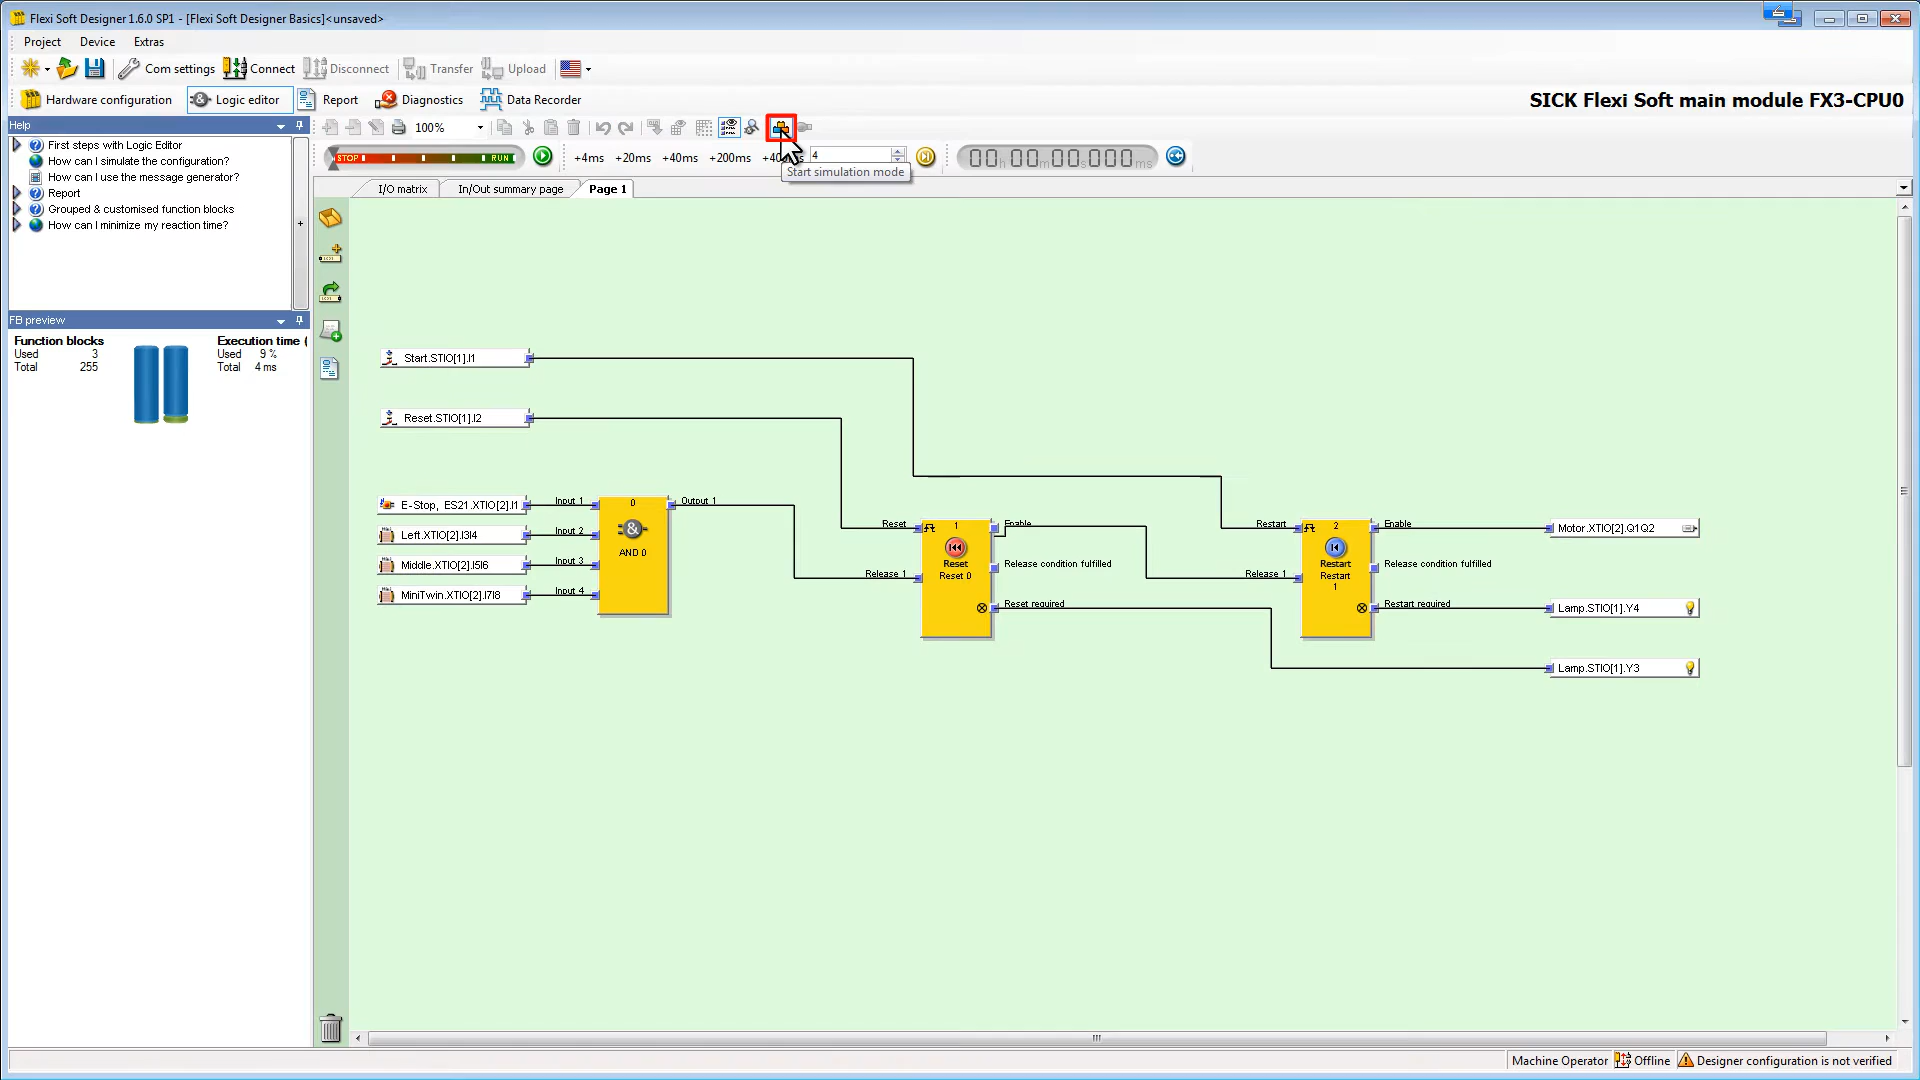 Flexi Soft Designer 1.6.0 SP1 - [Flexi Soft Designer Basics]<unsaved>
Project Device Extras
Com settings Connect Disconnect Transfer Upload
Hardware configuration Logic editor Report Diagnostics Data Recorder
SICK Flexi Soft main module FX3-CPU0
Help
100%
First steps with Logic Editor
How can I simulate the configuration?
How can I use the message generator?
Report
Grouped & customised function blocks
How can I minimize my reaction time?
STOP RUN +4ms +20ms +40ms +200ms 4 00h 00m 00s 000ms
Start simulation mode
I/O matrix In/Out summary page Page 1
FB preview
Function blocks
Used 3
Total 255
Execution time (
Used 9 %
Total 4 ms
Start.STIO[1].I1
Reset.STIO[1].I2
E-Stop, ES21.XTIO[2].I1
Left.XTIO[2].I3I4
Middle.XTIO[2].I5I6
MiniTwin.XTIO[2].I7I8
Input 1
Input 2
Input 3
Input 4
0
&
AND 0
Output 1
Reset
Release 1
1
Reset
Reset 0
Enable
Release condition fulfilled
Reset required
Restart
Release 1
2
Restart
Restart
1
Enable
Release condition fulfilled
Restart required
Motor.XTIO[2].Q1Q2
Lamp.STIO[1].Y4
Lamp.STIO[1].Y3
Machine Operator Offline Designer configuration is not verified